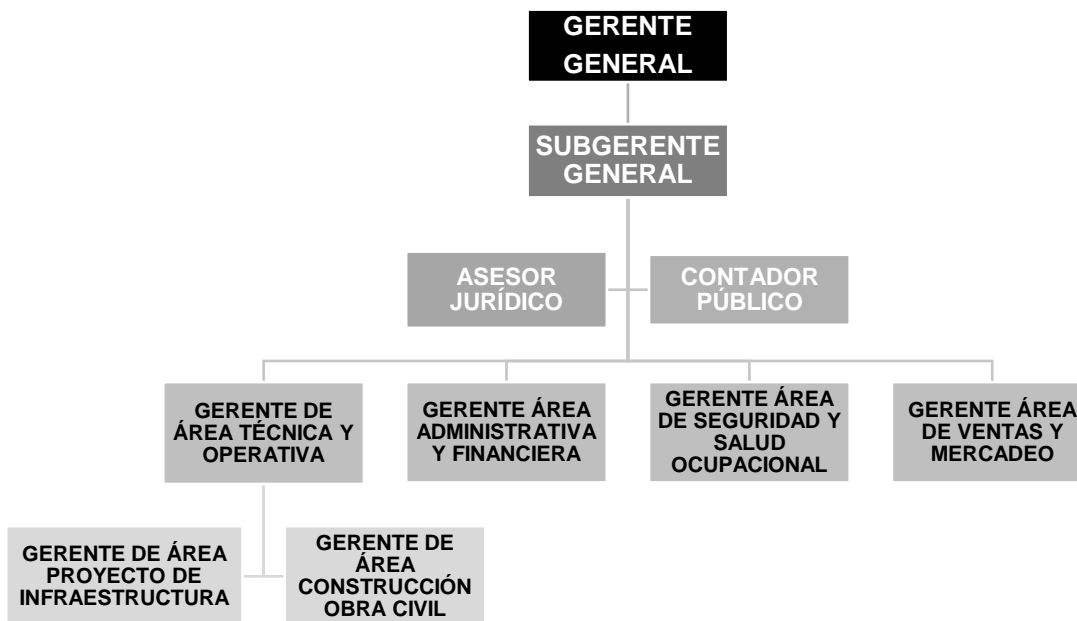 GERENTE
GENERAL
SUBGERENTE
GENERAL
ASESOR
JURÍDICO
CONTADOR
PÚBLICO
GERENTE DE
ÁREA TÉCNICA Y
OPERATIVA
GERENTE ÁREA
ADMINISTRATIVA
Y FINANCIERA
GERENTE ÁREA
DE SEGURIDAD Y
SALUD
OCUPACIONAL
GERENTE ÁREA
DE VENTAS Y
MERCADEO
GERENTE DE ÁREA
PROYECTO DE
INFRAESTRUCTURA
GERENTE DE
ÁREA
CONSTRUCCIÓN
OBRA CIVIL